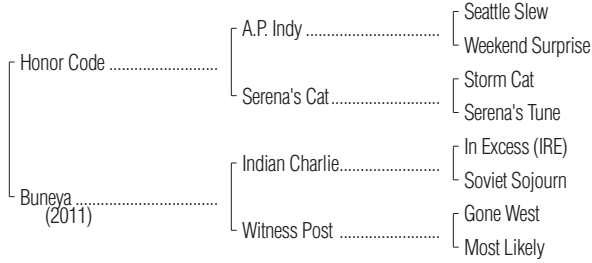 Seattle Slew
A.P. Indy ............................
Weekend Surprise
Honor Code ..........................
Storm Cat
Serena's Cat..........................
Serena's Tune
In Excess (IRE)
Indian Charlie........................
Soviet Sojourn
Buneya ..................................
(2011)
Gone West
Witness Post ........................
Most Likely